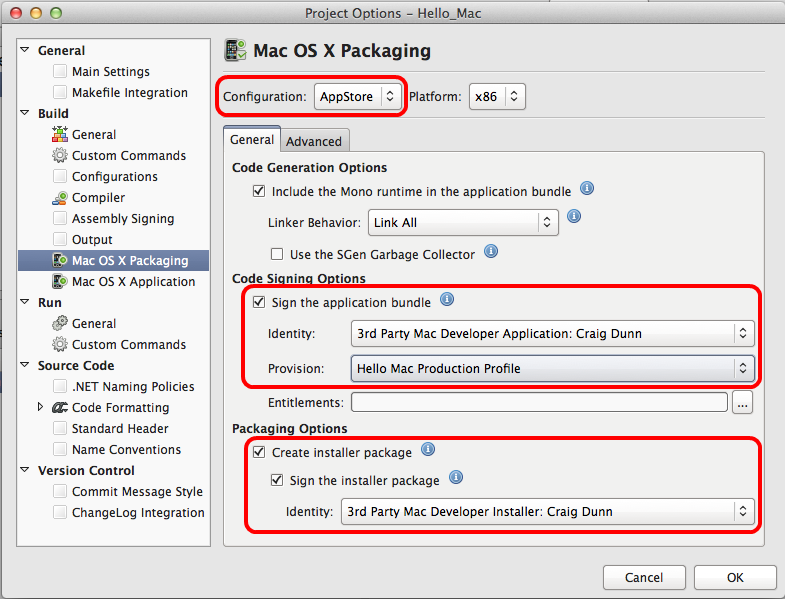 Project Options – Hello_Mac
General
Main Settings
Makefile Integration
Build
General
Custom Commands
Configurations
Compiler
Assembly Signing
Output
Mac OS X Packaging
Mac OS X Application
Run
General
Custom Commands
Source Code
.NET Naming Policies
Code Formatting
Standard Header
Name Conventions
Version Control
Commit Message Style
ChangeLog Integration
Mac OS X Packaging
Configuration: AppStore Platform: x86
General Advanced
Code Generation Options
Include the Mono runtime in the application bundle
Linker Behavior: Link All
Use the SGen Garbage Collector
Code Signing Options
Sign the application bundle
Identity: 3rd Party Mac Developer Application: Craig Dunn
Provision: Hello Mac Production Profile
Entitlements: ...
Packaging Options
Create installer package
Sign the installer package
Identity: 3rd Party Mac Developer Installer: Craig Dunn
Cancel OK